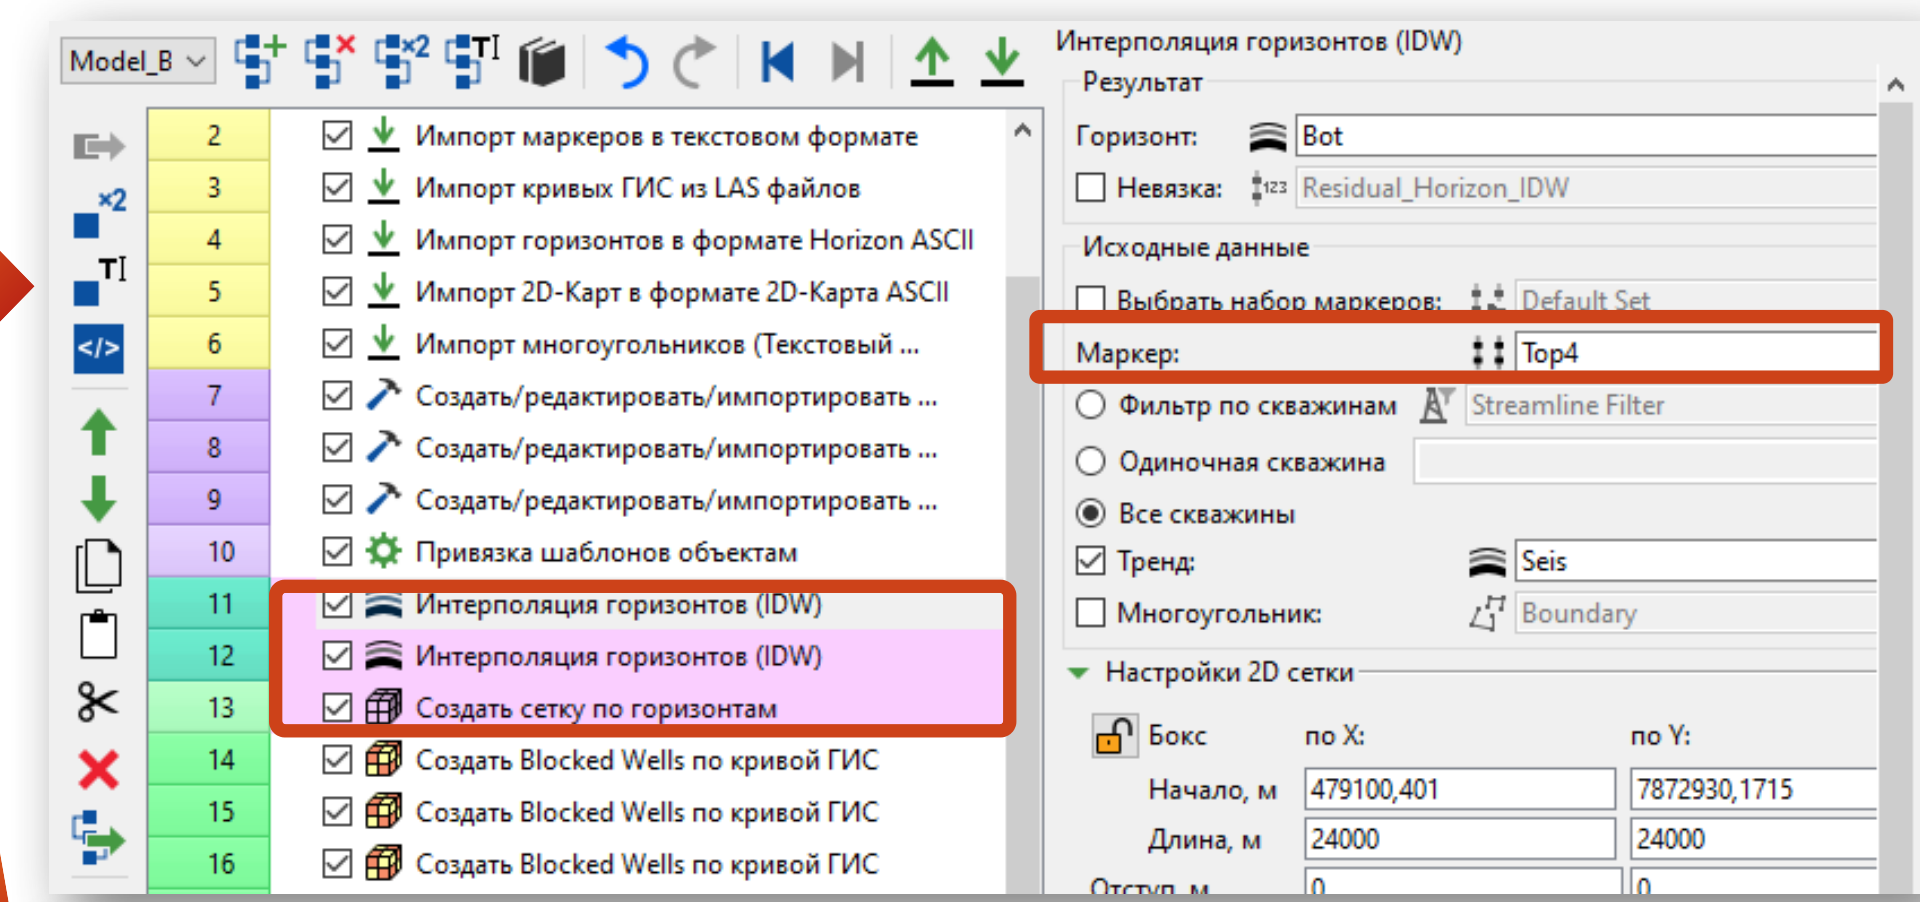 Model_B
×2
T
Интерполяция горизонтов (IDW)
×2
T
</>
2 Импорт маркеров в текстовом формате
3 Импорт кривых ГИС из LAS файлов
4 Импорт горизонтов в формате Horizon ASCII
5 Импорт 2D-Карт в формате 2D-Карта ASCII
6 Импорт многоугольников (Текстовый ...
7 Создать/редактировать/импортировать ...
8 Создать/редактировать/импортировать ...
9 Создать/редактировать/импортировать ...
10 Привязка шаблонов объектам
11 Интерполяция горизонтов (IDW)
12 Интерполяция горизонтов (IDW)
13 Создать сетку по горизонтам
14 Создать Blocked Wells по кривой ГИС
15 Создать Blocked Wells по кривой ГИС
16 Создать Blocked Wells по кривой ГИС
Результат
Горизонт: Bot
Невязка: 123 Residual_Horizon_IDW
Исходные данные
Выбрать набор маркеров: Default Set
Маркер: Top4
Фильтр по скважинам Streamline Filter
Одиночная скважина
Все скважины
Тренд: Seis
Многоугольник: Boundary
Настройки 2D сетки
Бокс по X: по Y:
Начало, м 479100,401 7872930,1715
Длина, м 24000 24000
Отступ, м 0 0